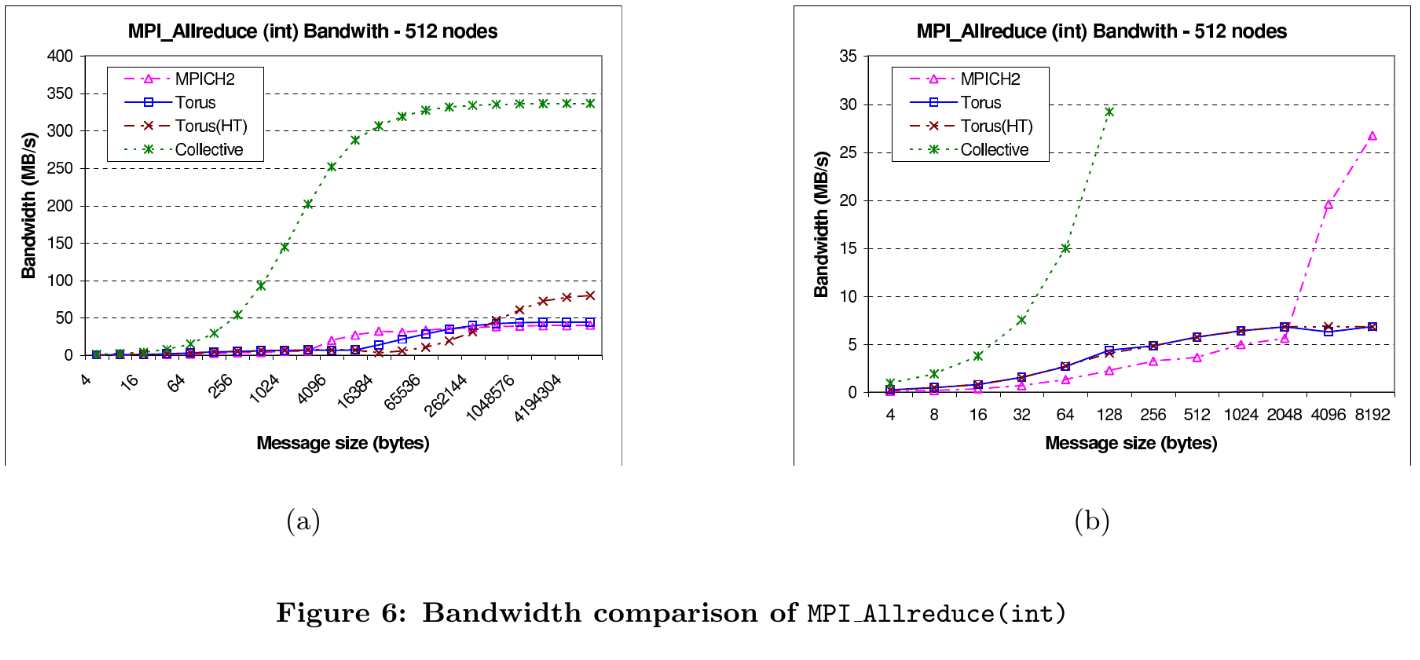 MPI_Allreduce (int) Bandwith - 512 nodes
400
350
300
250
200
150
100
50
0
Bandwidth (MB/s)
MPICH2
Torus
Torus(HT)
Collective
4
16
64
256
1024
4096
16384
65536
262144
1048576
4194304
Message size (bytes)
(a)
MPI_Allreduce (int) Bandwith - 512 nodes
35
30
25
20
15
10
5
0
Bandwidth (MB/s)
MPICH2
Torus
Torus(HT)
Collective
4 8 16 32 64 128 256 512 1024 2048 4096 8192
Message size (bytes)
(b)
Figure 6: Bandwidth comparison of MPI_Allreduce(int)